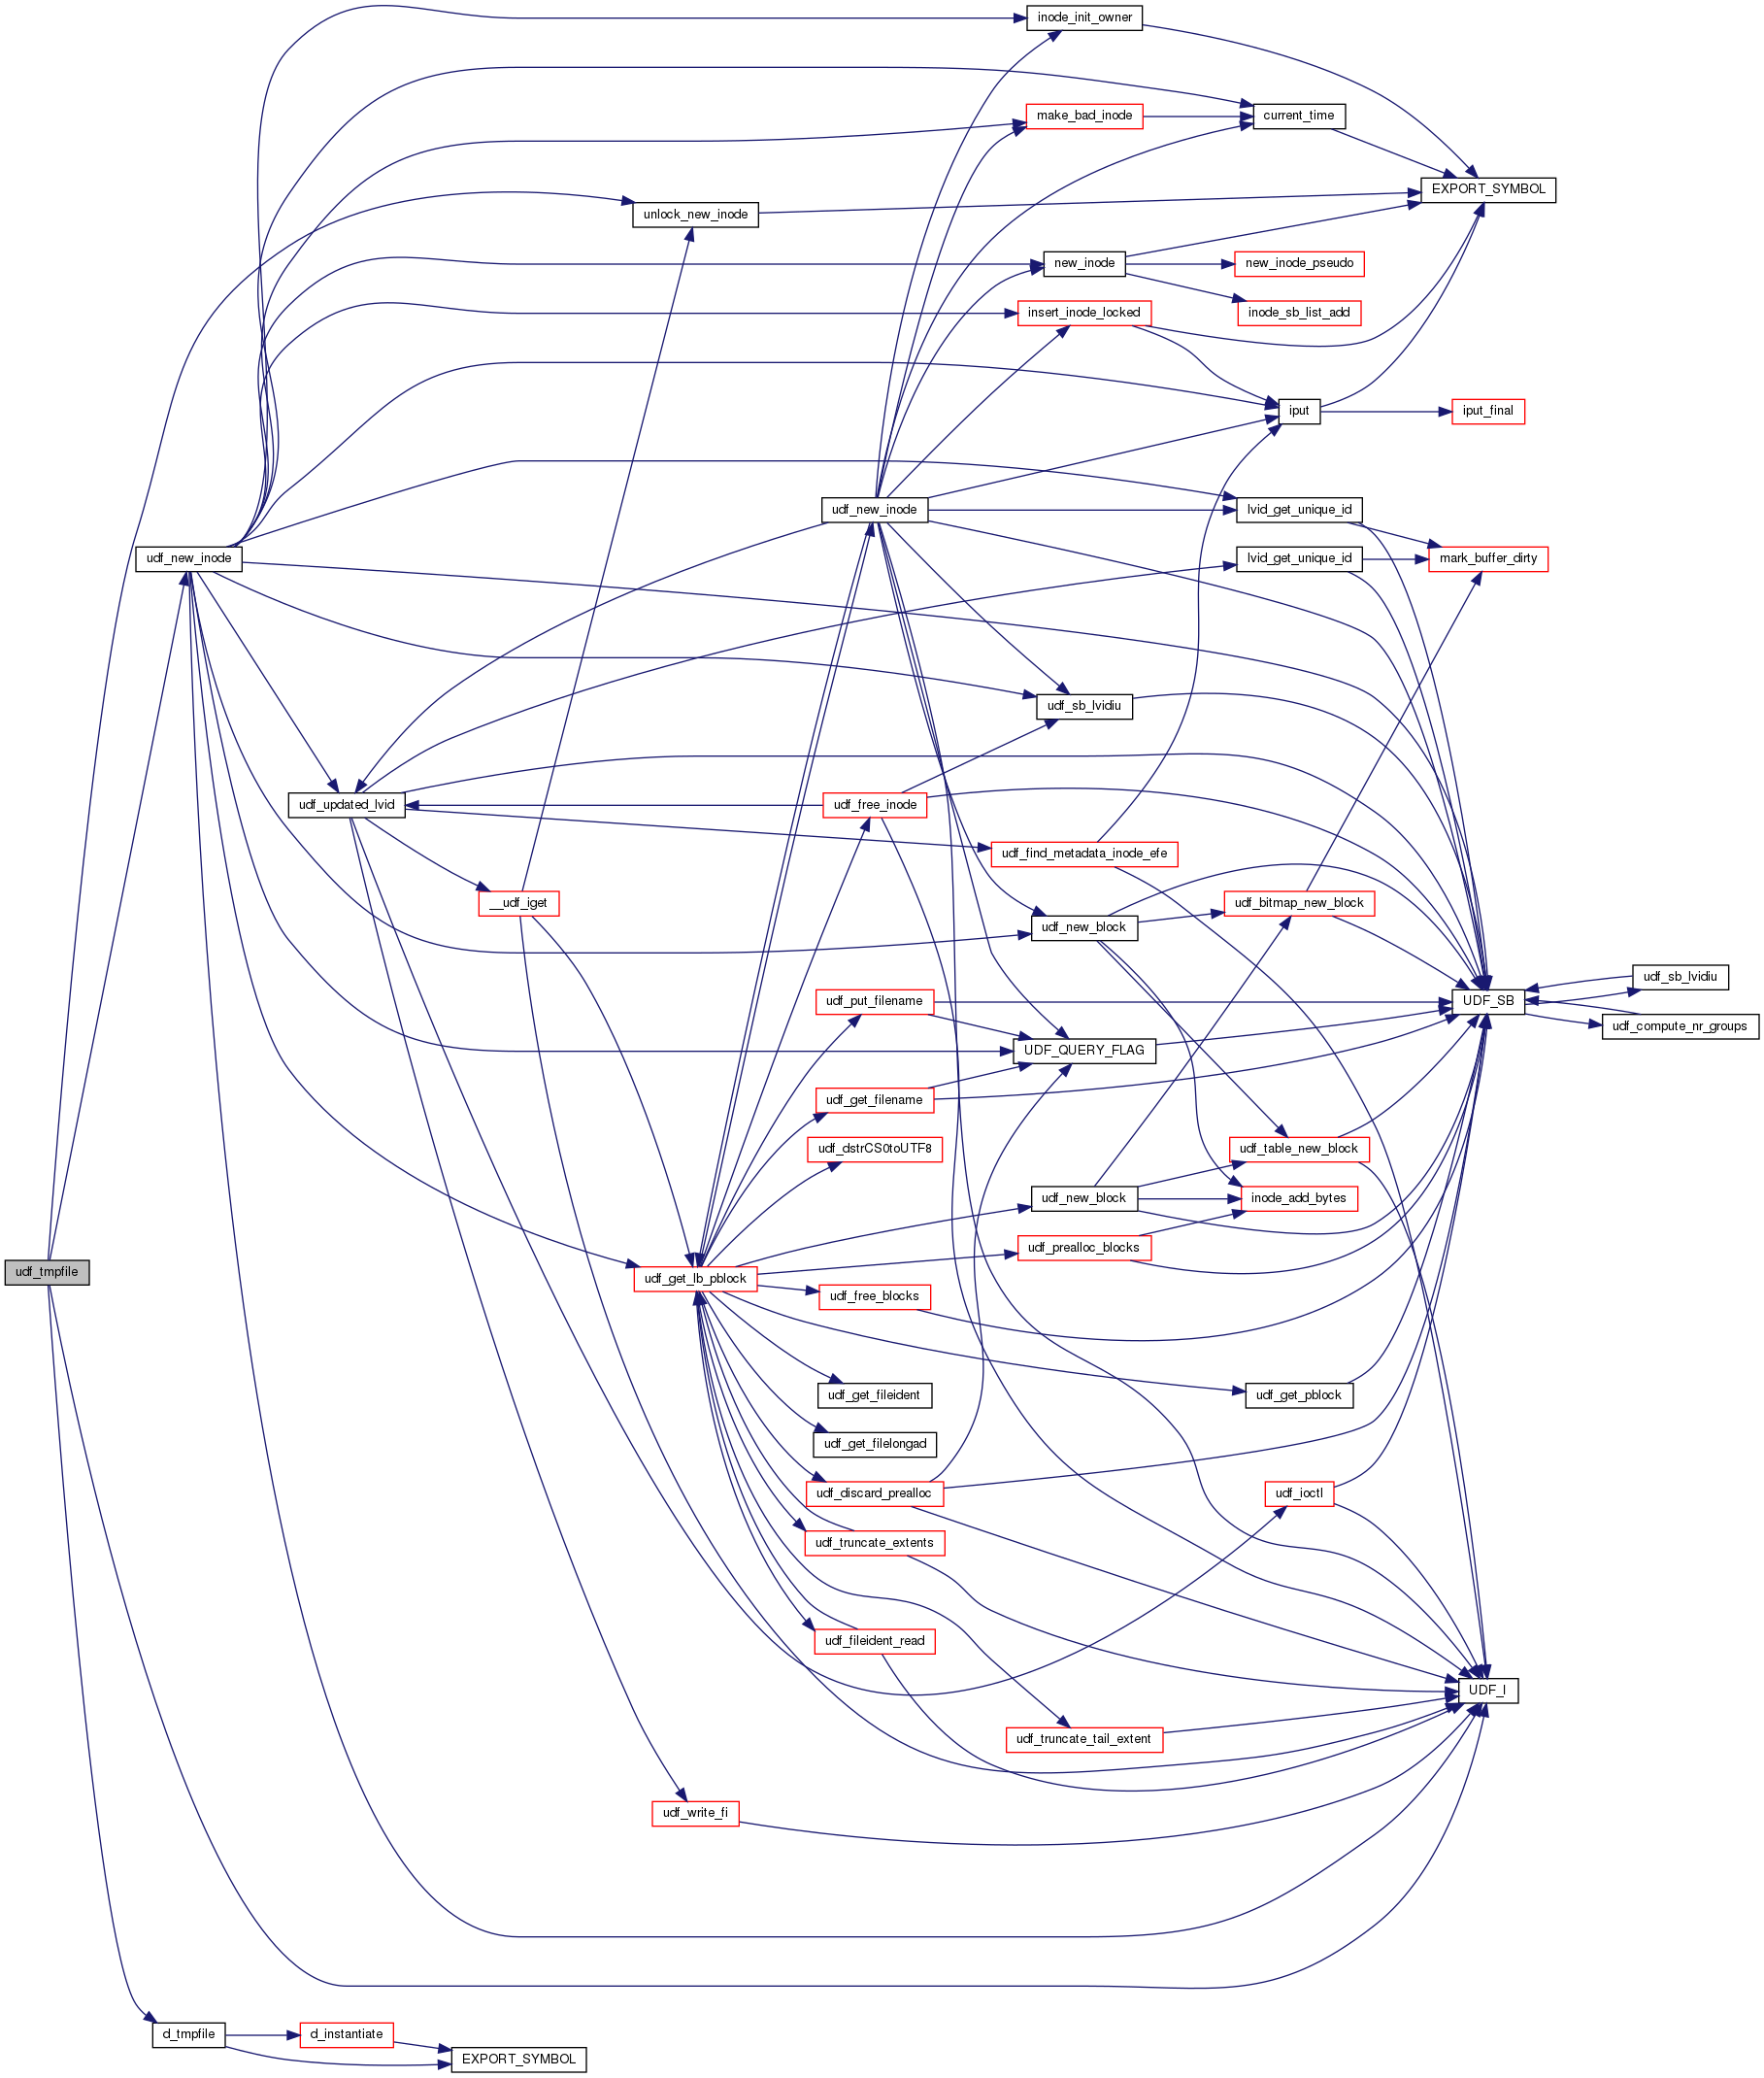 inode_init_owner
make_bad_inode
current_time
EXPORT_SYMBOL
unlock_new_inode
new_inode
new_inode_pseudo
insert_inode_locked
inode_sb_list_add
iput
iput_final
udf_new_inode
lvid_get_unique_id
udf_new_inode
lvid_get_unique_id
mark_buffer_dirty
udf_sb_lvidiu
udf_updated_lvid
udf_free_inode
udf_find_metadata_inode_efe
__udf_iget
udf_bitmap_new_block
udf_new_block
udf_sb_lvidiu
udf_put_filename
UDF_SB
udf_compute_nr_groups
UDF_QUERY_FLAG
udf_get_filename
udf_dstrCS0toUTF8
udf_table_new_block
udf_new_block
inode_add_bytes
udf_prealloc_blocks
udf_tmpfile
udf_get_lb_pblock
udf_free_blocks
udf_get_fileident
udf_get_pblock
udf_get_filelongad
udf_discard_prealloc
udf_ioctl
udf_truncate_extents
udf_fileident_read
UDF_I
udf_truncate_tail_extent
udf_write_fi
d_tmpfile
d_instantiate
EXPORT_SYMBOL